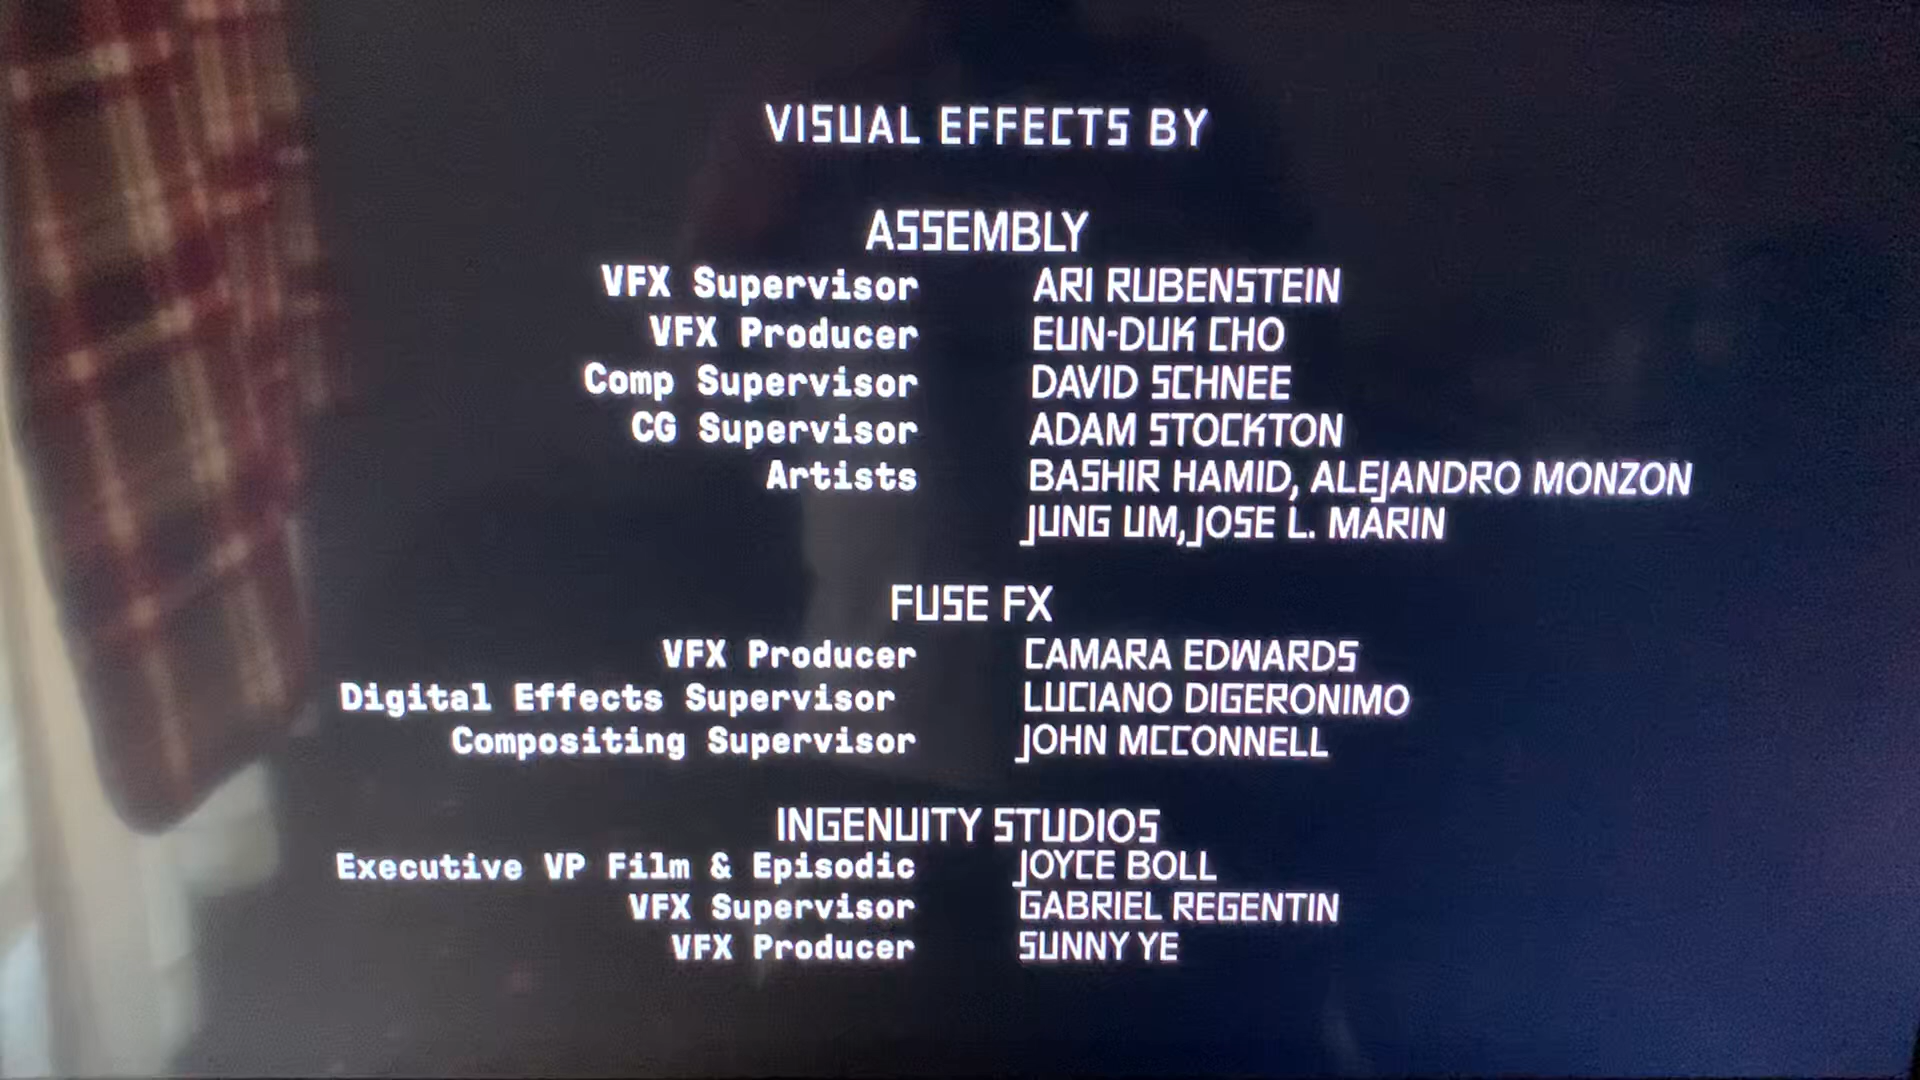 VISUAL EFFECTS BY
ASSEMBLY
VFX Supervisor ARI RUBENSTEIN
VFX Producer EUN-DUK CHO
Comp Supervisor DAVID SCHNEE
CG Supervisor ADAM STOCKTON
Artists BASHIR HAMID, ALEJANDRO MONZON
JUNG UM, JOSE L. MARIN
FUSE FX
VFX Producer CAMARA EDWARDS
Digital Effects Supervisor LUCIANO DIGERONIMO
Compositing Supervisor JOHN MCCONNELL
INGENUITY STUDIOS
Executive VP Film & Episodic JOYCE BOLL
VFX Supervisor GABRIEL REGENTIN
VFX Producer SUNNY YE